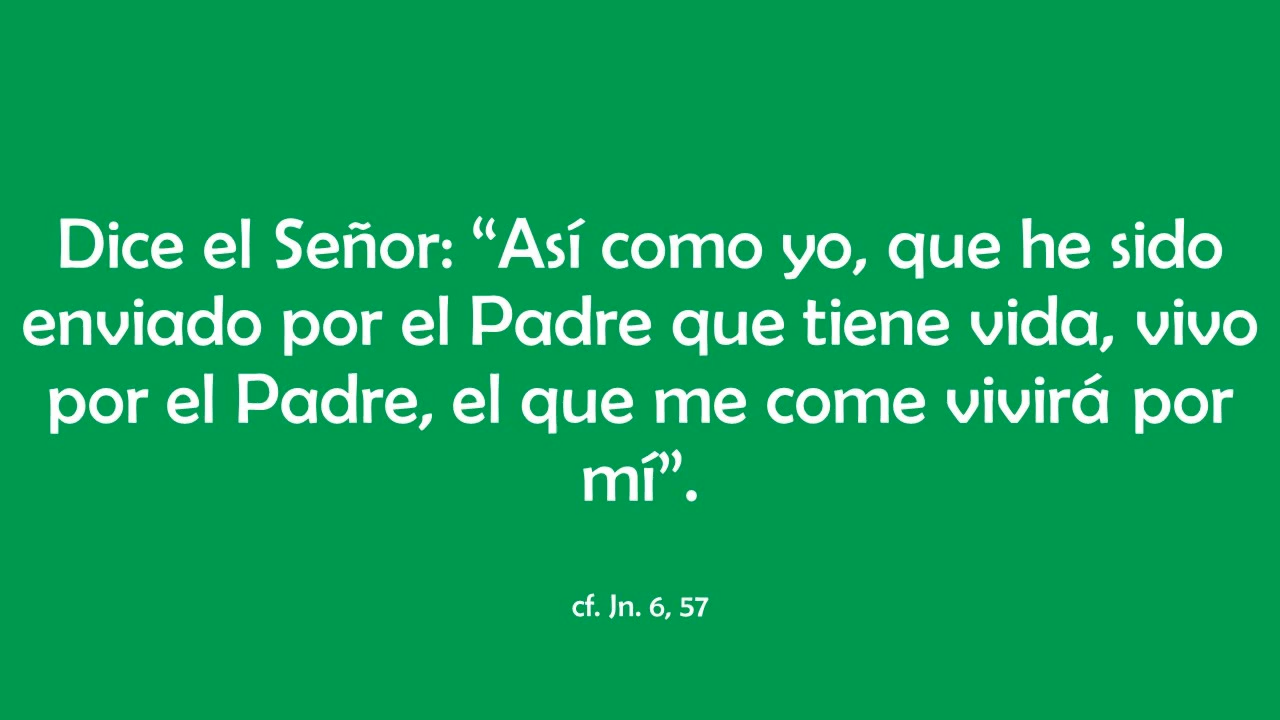 Dice el Señor: “Así como yo, que he sido
enviado por el Padre que tiene vida, vivo
por el Padre, el que me come vivirá por
mí”.
cf. Jn. 6, 57